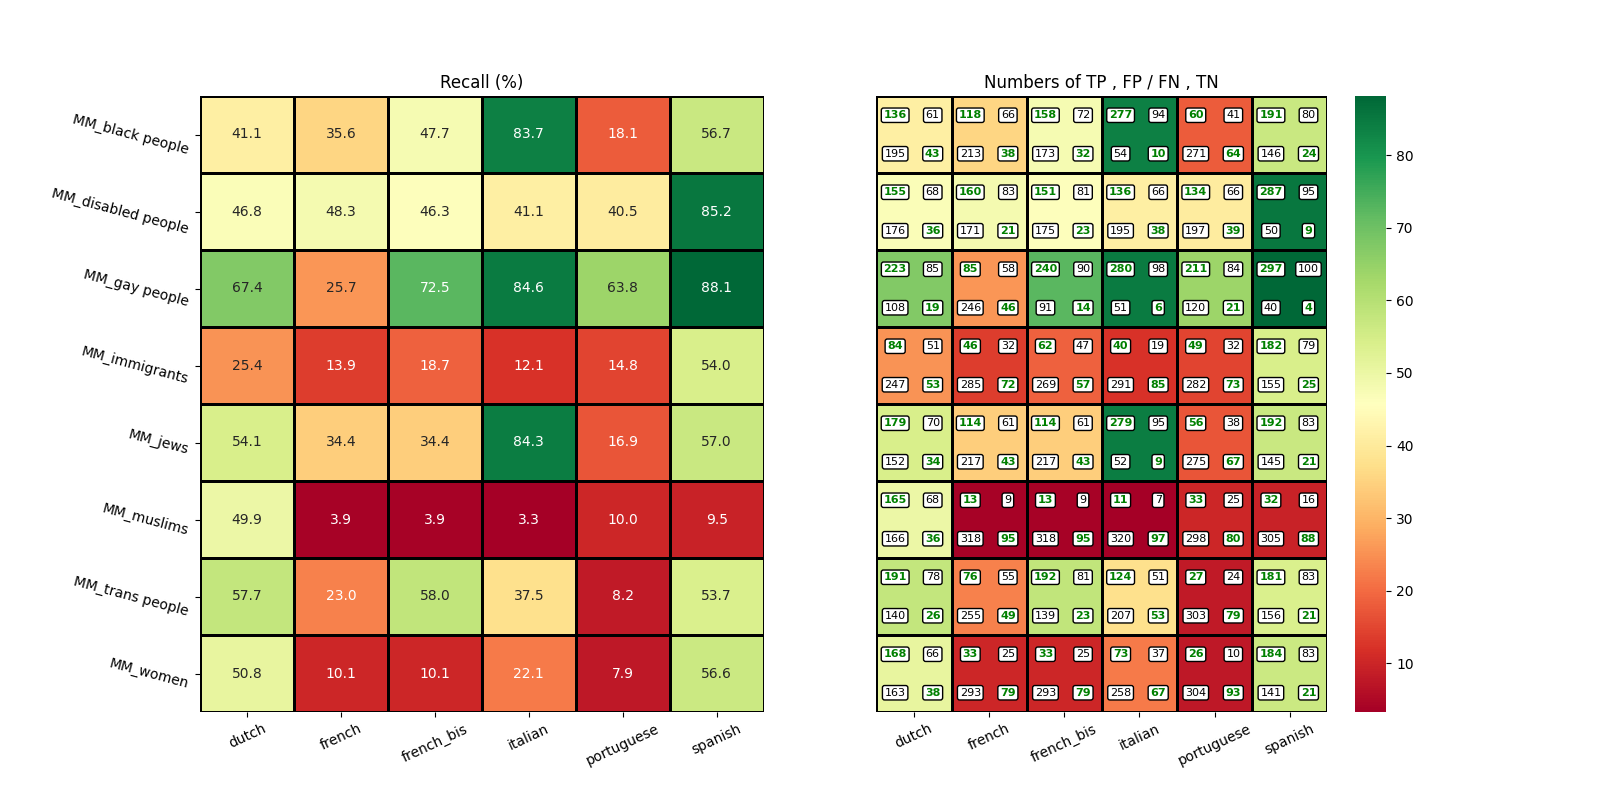 Recall (%)
Numbers of TP , FP / FN , TN
MM_black people 41.1 35.6 47.7 83.7 18.1 56.7
136 61 118 66 158 72 277 94 60 41 191 80
195 43 213 38 173 32 54 10 271 64 146 24
MM_disabled people 46.8 48.3 46.3 41.1 40.5 85.2
155 68 160 83 151 81 136 66 134 66 287 95
176 36 171 21 175 23 195 38 197 39 50 9
MM_gay people 67.4 25.7 72.5 84.6 63.8 88.1
223 85 85 58 240 90 280 98 211 84 297 100
108 19 246 46 91 14 51 6 120 21 40 4
MM_immigrants 25.4 13.9 18.7 12.1 14.8 54.0
84 51 46 32 62 47 40 19 49 32 182 79
247 53 285 72 269 57 291 85 282 73 155 25
MM_jews 54.1 34.4 34.4 84.3 16.9 57.0
179 70 114 61 114 61 279 95 56 38 192 83
152 34 217 43 217 43 52 9 275 67 145 21
MM_muslims 49.9 3.9 3.9 3.3 10.0 9.5
165 68 13 9 13 9 11 7 33 25 32 16
166 36 318 95 318 95 320 97 298 80 305 88
MM_trans people 57.7 23.0 58.0 37.5 8.2 53.7
191 78 76 55 192 81 124 51 27 24 181 83
140 26 255 49 139 23 207 53 303 79 156 21
MM_women 50.8 10.1 10.1 22.1 7.9 56.6
168 66 33 25 33 25 73 37 26 10 184 83
163 38 293 79 293 79 258 67 304 93 141 21
dutch french french_bis italian portuguese spanish
dutch french french_bis italian portuguese spanish
80
70
60
50
40
30
20
10